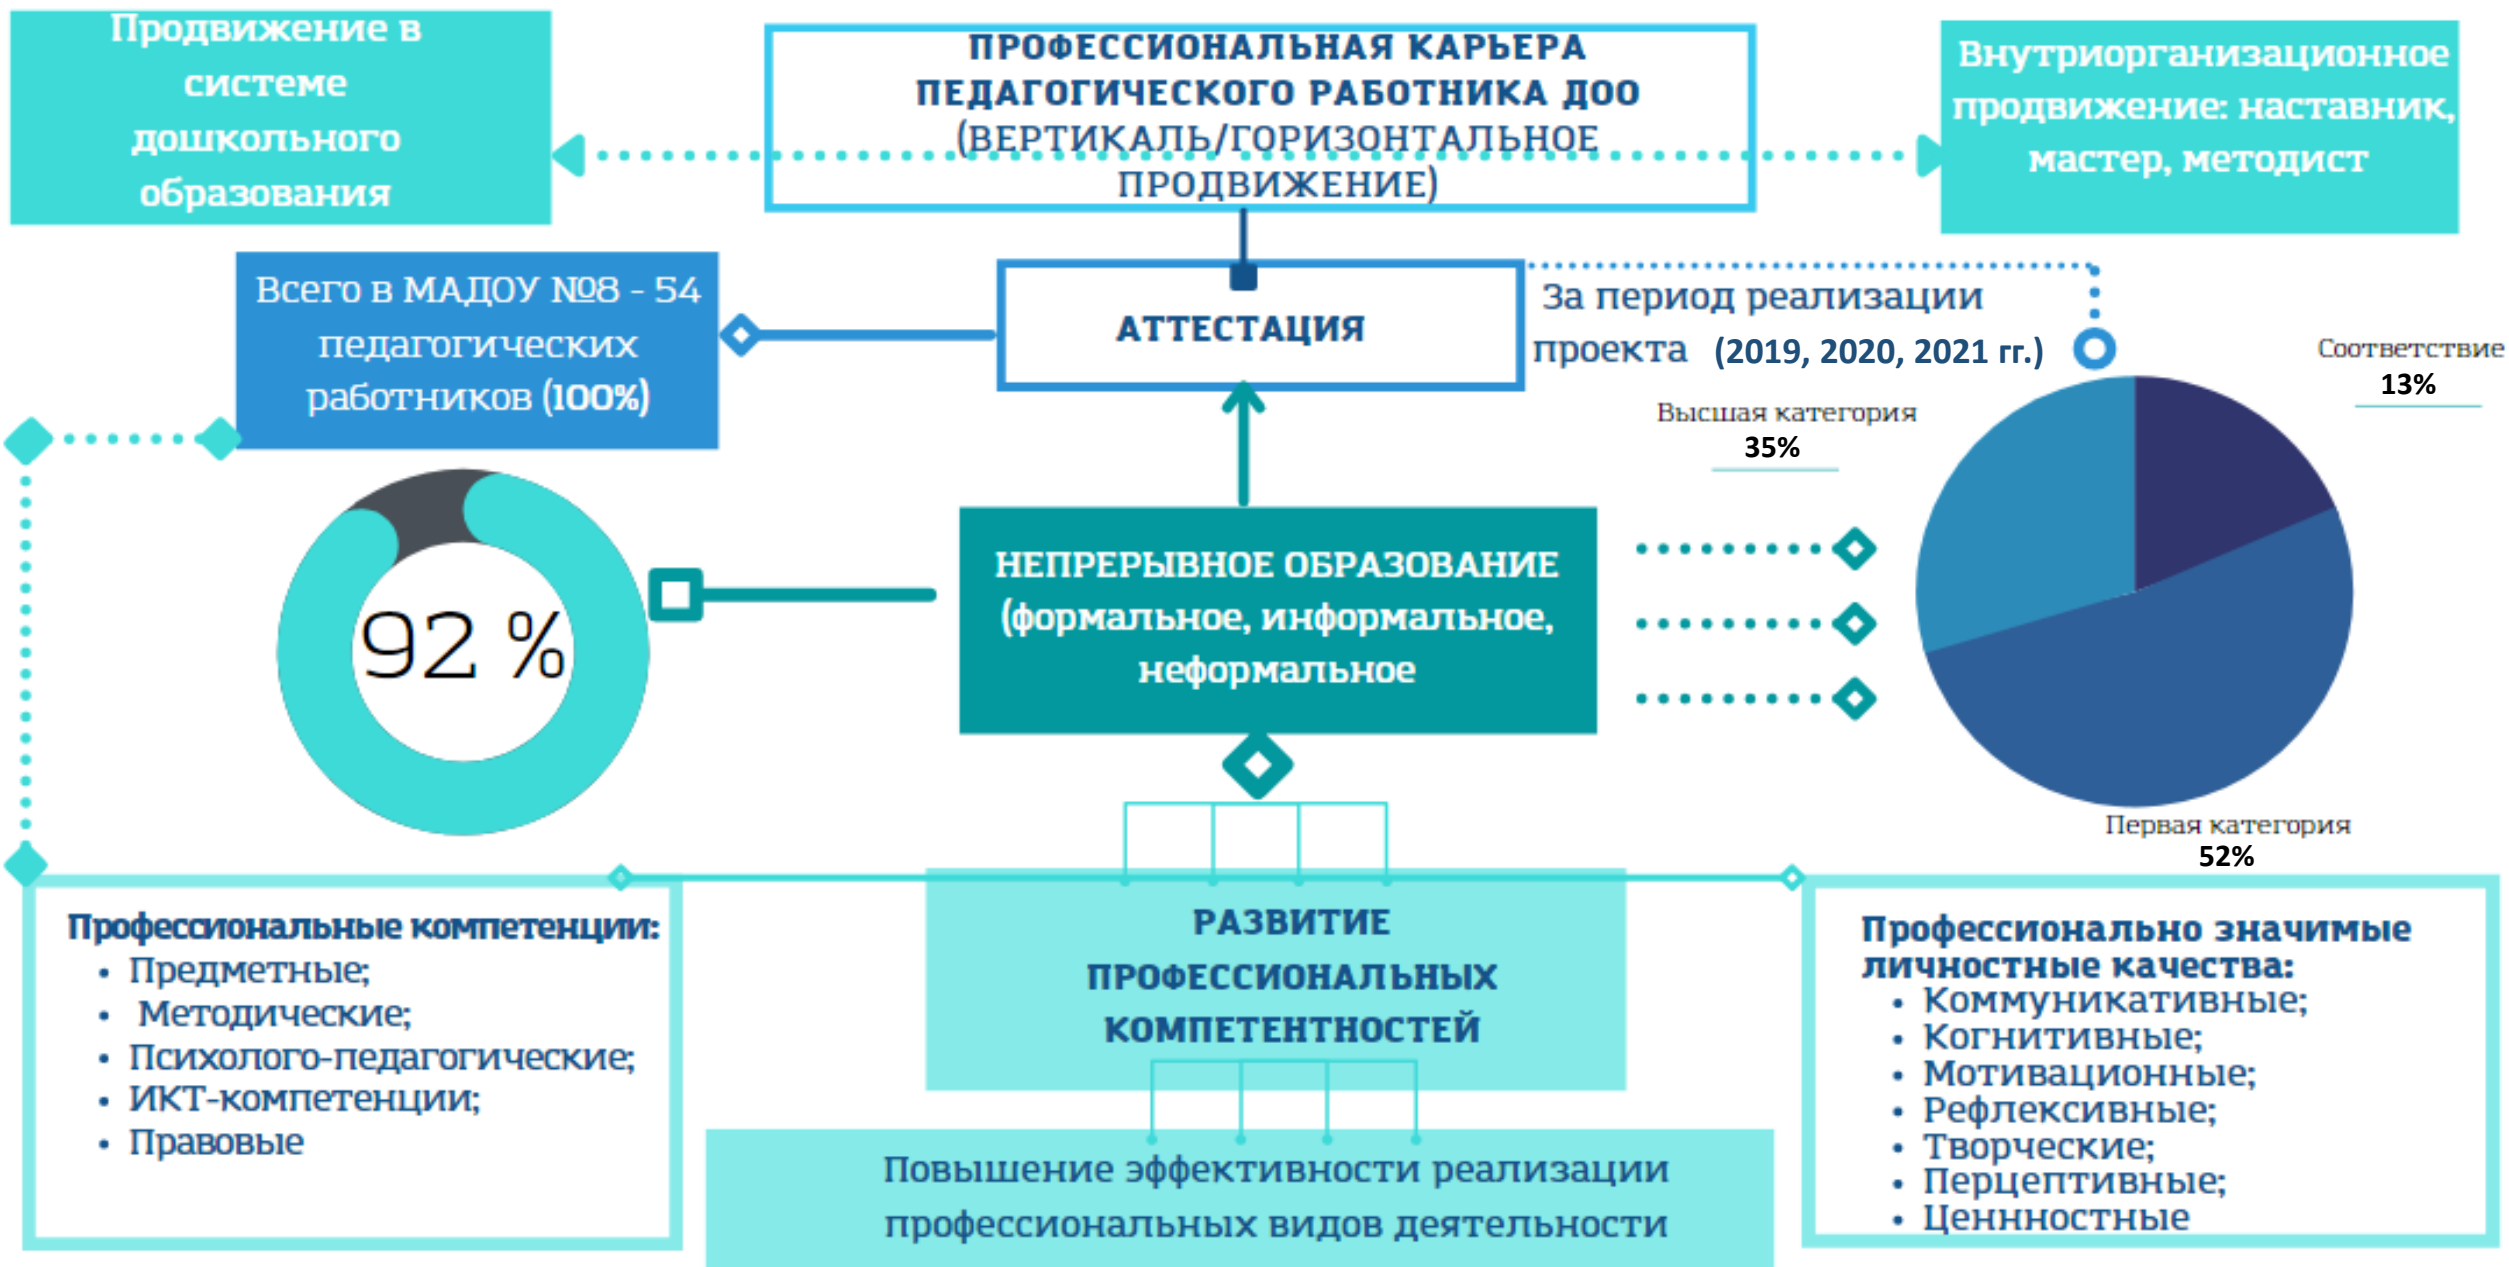 Продвижение в
системе
дошкольного
образования
ПРОФЕССИОНАЛЬНАЯ КАРЬЕРА
ПЕДАГОГИЧЕСКОГО РАБОТНИКА ДОО
(ВЕРТИКАЛЬ/ГОРИЗОНТАЛЬНОЕ
ПРОДВИЖЕНИЕ)
Внутриорганизационное
продвижение: наставник,
мастер, методист
Всего в МАДОУ №8 - 54
педагогических
работников (100%)
АТТЕСТАЦИЯ
За период реализации
проекта (2019, 2020, 2021 гг.)
Соответствие
13%
Высшая категория
35%
Первая категория
52%
92 %
НЕПРЕРЫВНОЕ ОБРАЗОВАНИЕ
(формальное, информальное,
неформальное
РАЗВИТИЕ
ПРОФЕССИОНАЛЬНЫХ
КОМПЕТЕНТНОСТЕЙ
Повышение эффективности реализации
профессиональных видов деятельности
Профессиональные компетенции:
• Предметные;
• Методические;
• Психолого-педагогические;
• ИКТ-компетенции;
• Правовые
Профессионально значимые
личностные качества:
• Коммуникативные;
• Когнитивные;
• Мотивационные;
• Рефлексивные;
• Творческие;
• Перцептивные;
• Ценнностные